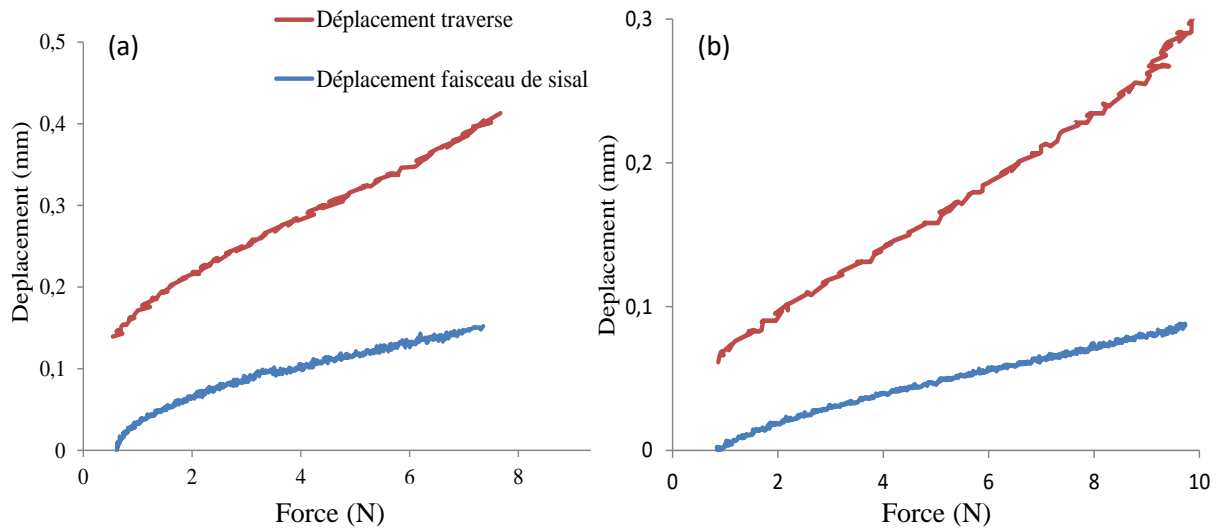 Déplacement traverse
Déplacement faisceau de sisal
(a)
0,5
0,4
0,3
0,2
0,1
0
Deplacement (mm)
0 2 4 6 8
Force (N)
(b)
0,3
0,2
0,1
0
Deplacement (mm)
0 2 4 6 8 10
Force (N)